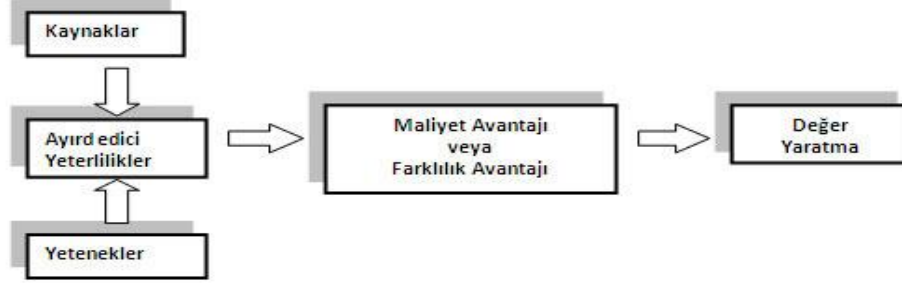 Kaynaklar
Ayırd edici
Yeterlilikler
Maliyet Avantajı
veya
Farklılık Avantajı
Değer
Yaratma
Yetenekler